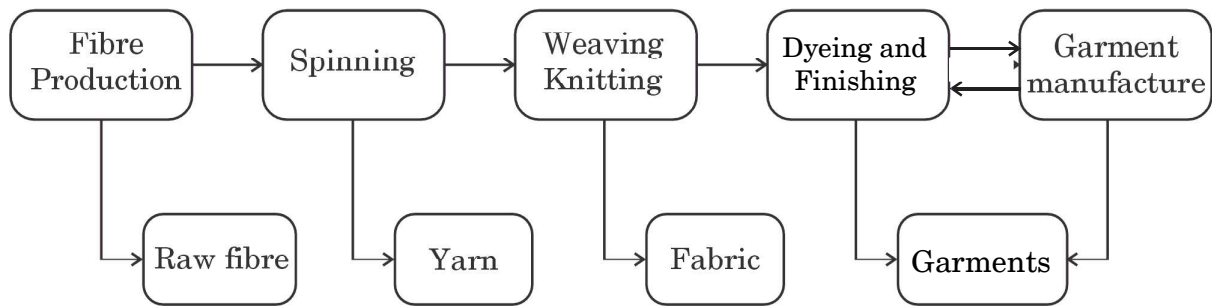 Fibre
Production
Spinning
Weaving
Knitting
Dyeing and
Finishing
Garment
manufacture
Raw fibre
Yarn
Fabric
Garments